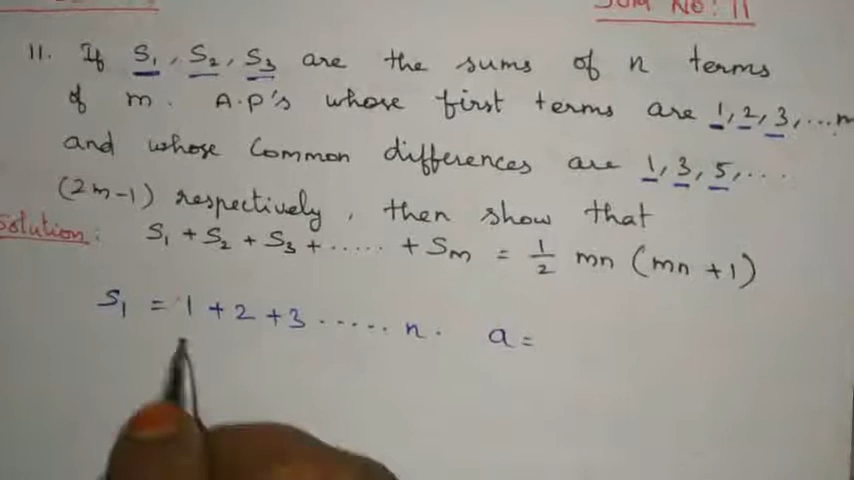 SUM NO: 11
11. If S₁, S₂, S₃ are the sums of n terms
of m. A.P's whose first terms are 1, 2, 3, ...m
and whose common differences are 1, 3, 5, ....
(2m-1) respectively, then show that
Solution: S₁ + S₂ + S₃ + ..... + Sₘ = 1/2 mn (mn + 1)
S₁ = 1 + 2 + 3 ..... n. a =